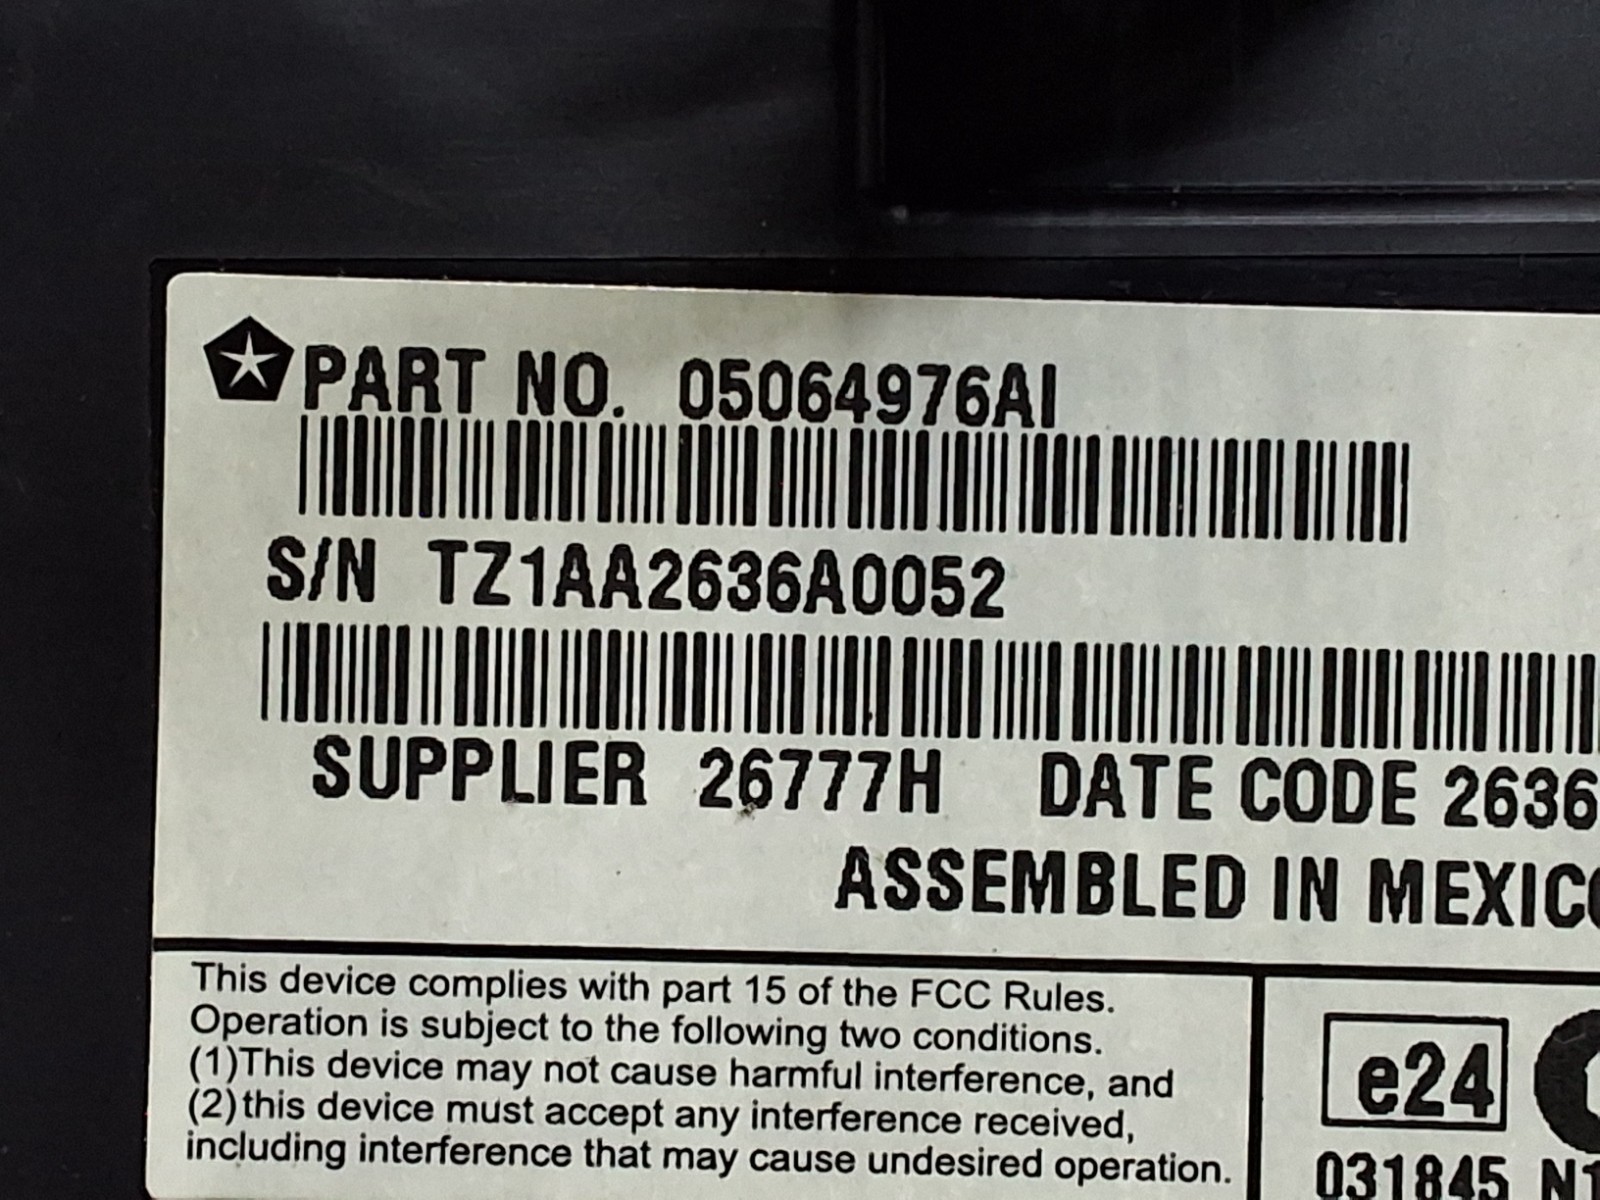 PART NO. 05064976AI
S/N TZ1AA2636A0052
SUPPLIER 26777H DATE CODE 2636
ASSEMBLED IN MEXICO
This device complies with part 15 of the FCC Rules.
Operation is subject to the following two conditions.
(1)This device may not cause harmful interference, and
(2)this device must accept any interference received,
including interference that may cause undesired operation.
e24
031845 N1